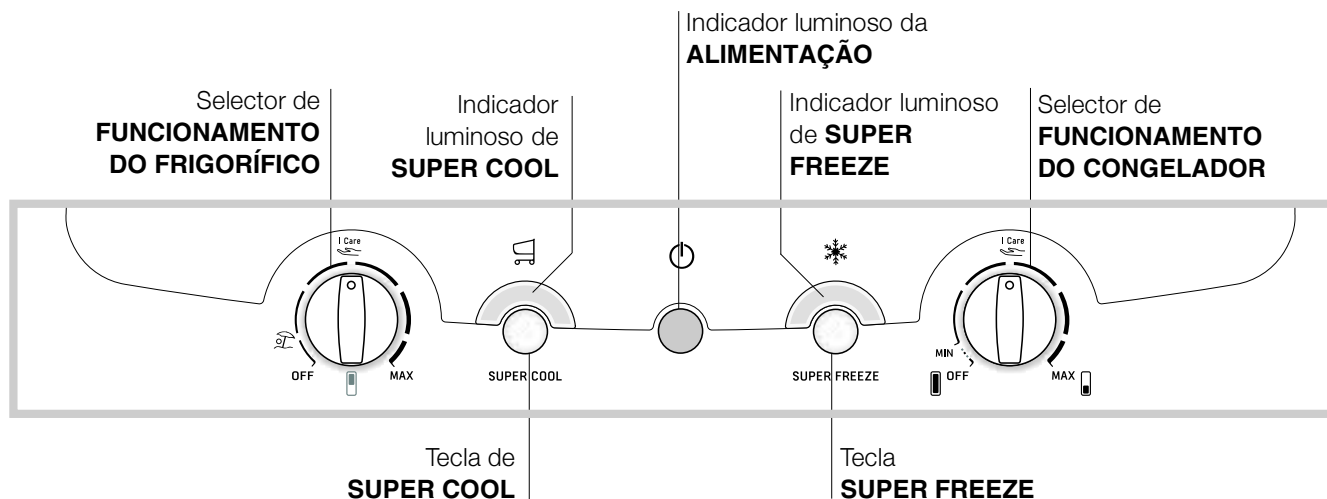 Indicador luminoso da
ALIMENTAÇÃO
Selector de
FUNCIONAMENTO
DO FRIGORÍFICO
Indicador
luminoso de
SUPER COOL
Indicador luminoso
de SUPER
FREEZE
Selector de
FUNCIONAMENTO
DO CONGELADOR
I Care
I Care
OFF
MAX
SUPER COOL
SUPER FREEZE
MIN
OFF
MAX
Tecla de
SUPER COOL
Tecla
SUPER FREEZE